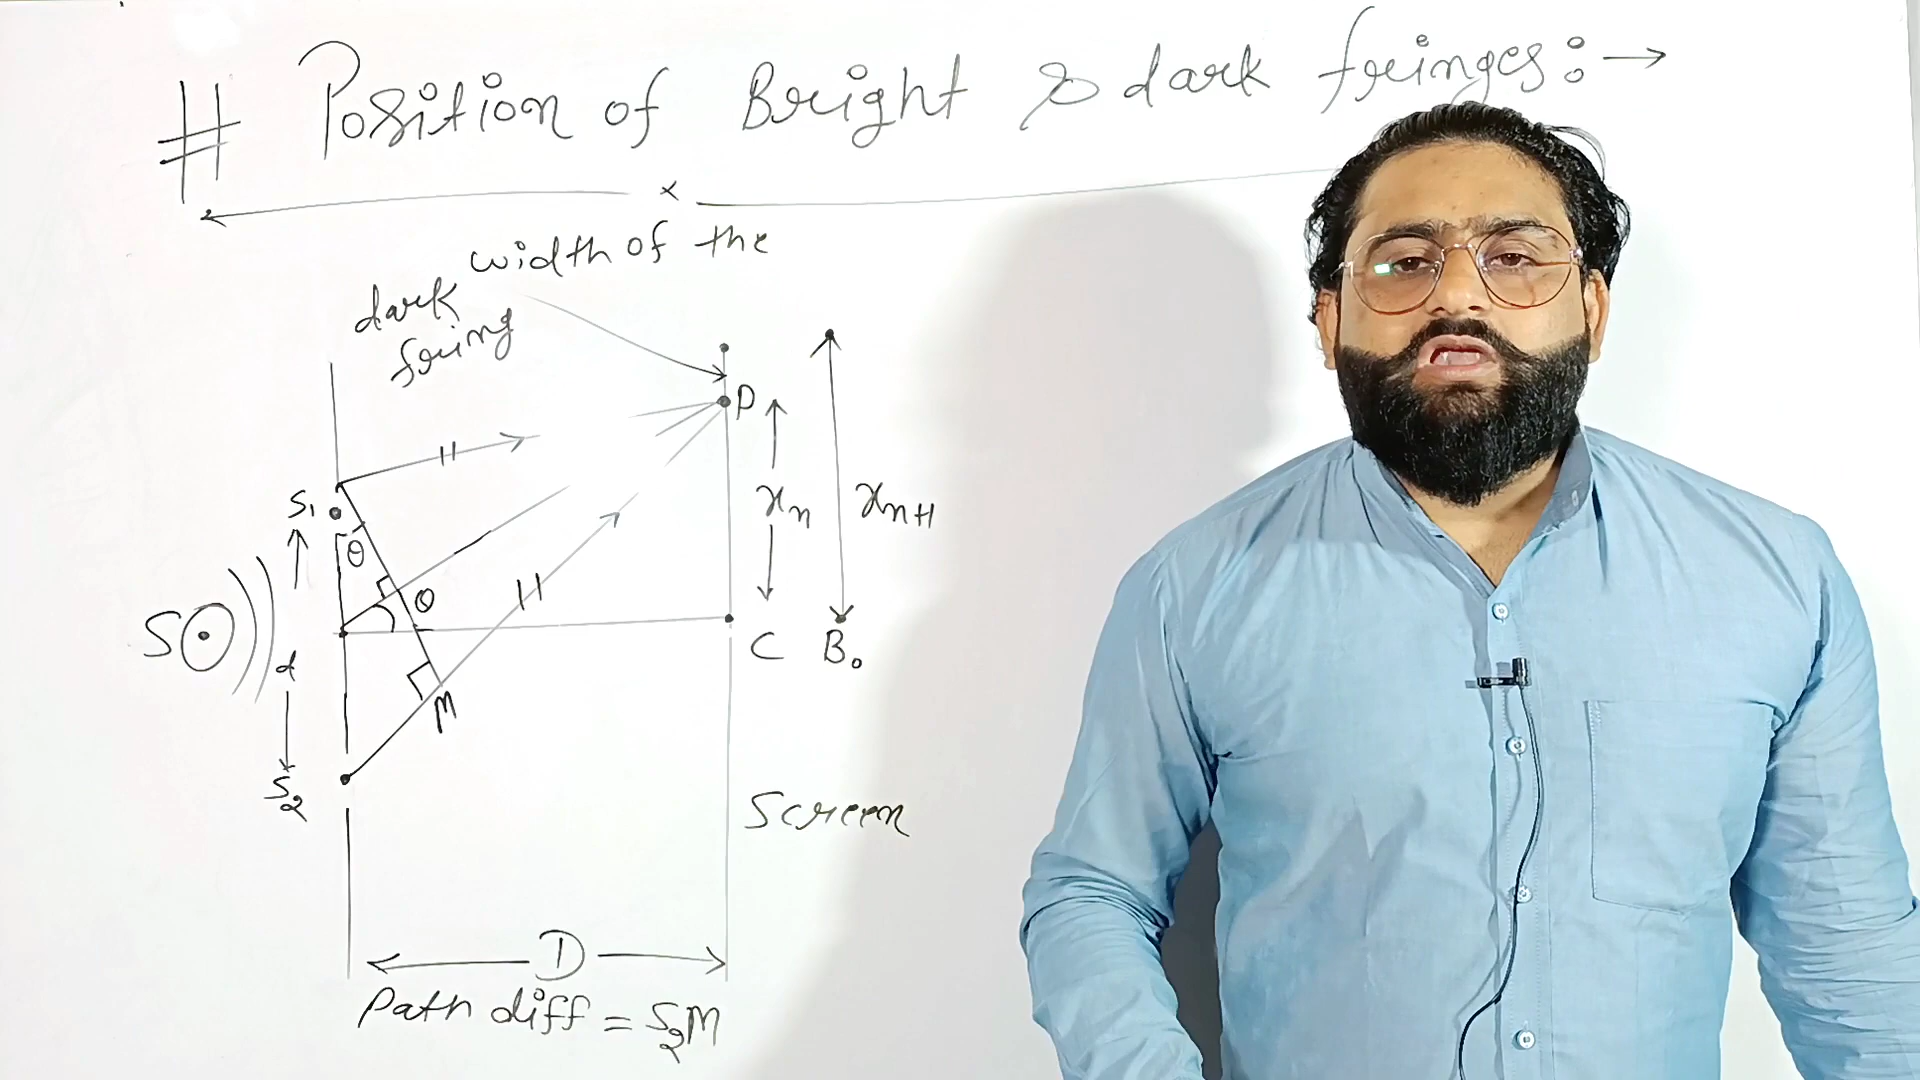 # Position of Bright & dark fringes:→
width of the
dark
fring
P
S₁
θ
xₙ
xₙ₊₁
θ
S
d
C
B₀
M
S₂
Screen
D
Path diff = S₂M